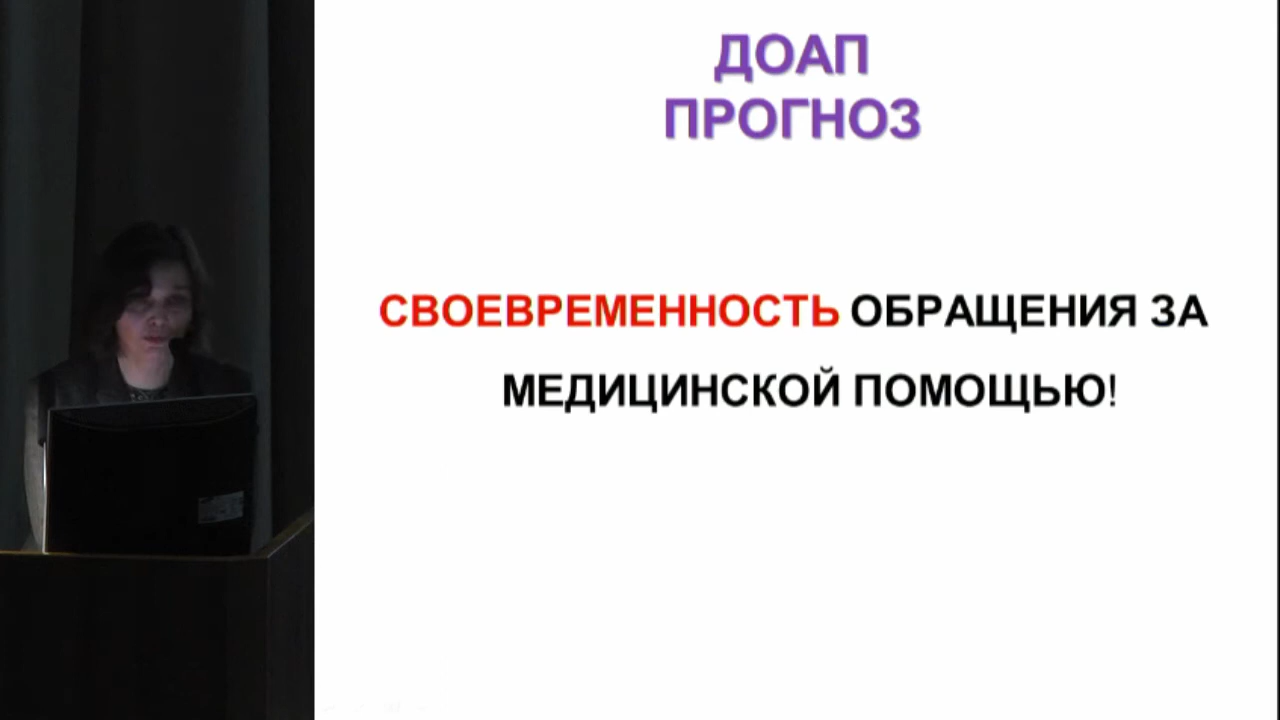 ДОАП
ПРОГНОЗ
СВОЕВРЕМЕННОСТЬ ОБРАЩЕНИЯ ЗА
МЕДИЦИНСКОЙ ПОМОЩЬЮ!